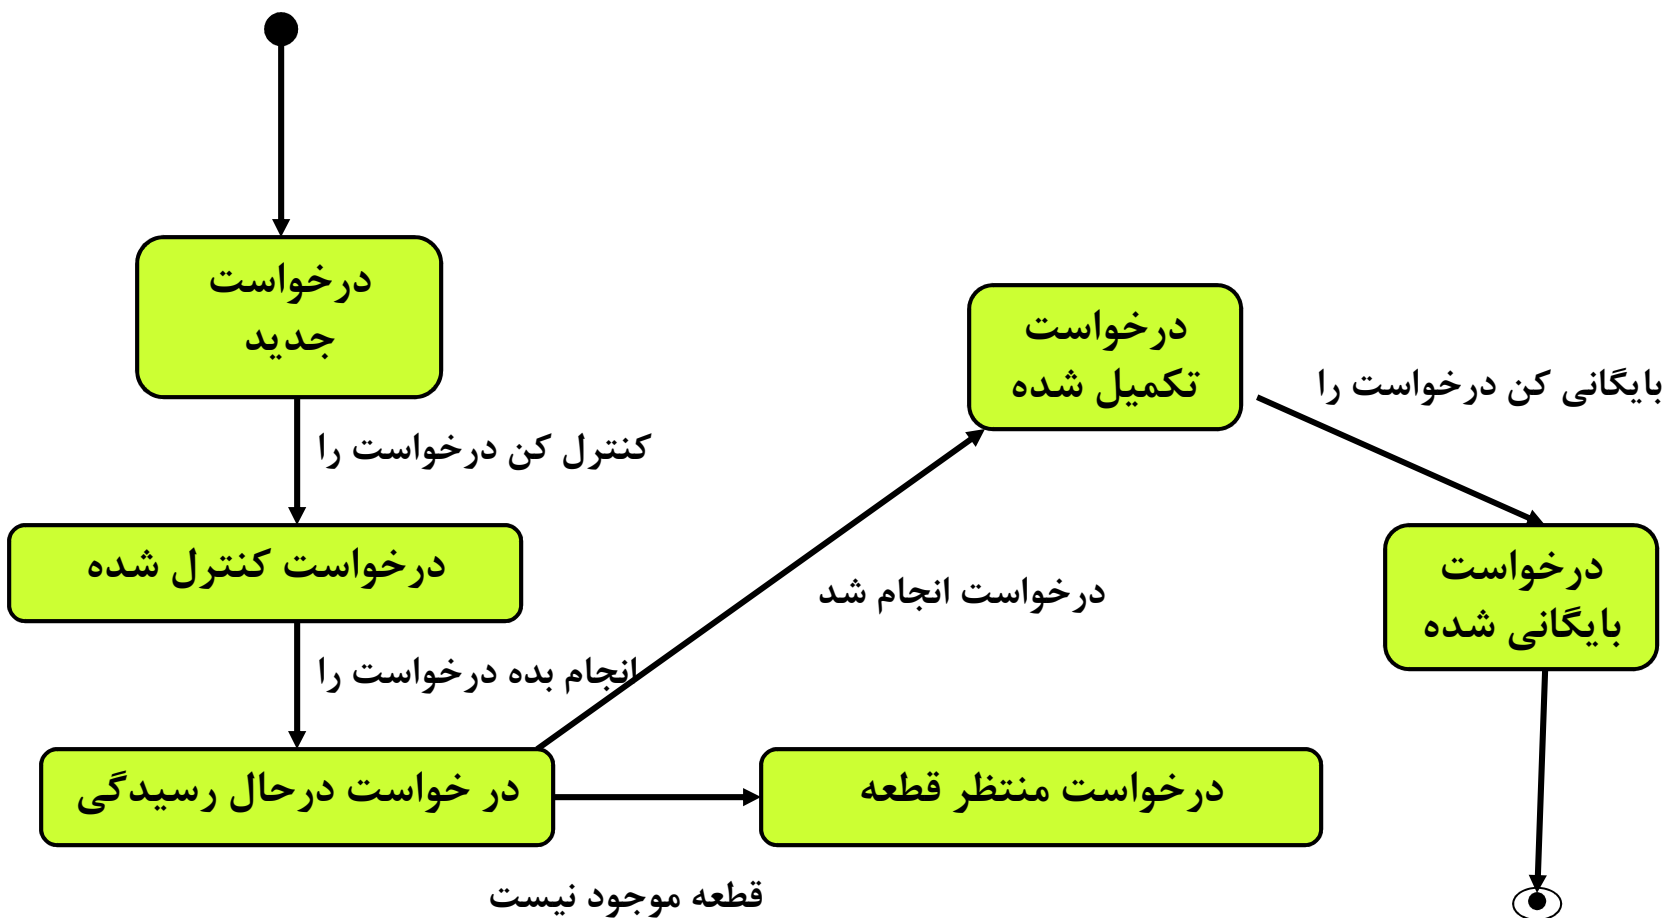 درخواست
جدید
کنترل کن درخواست را
درخواست کنترل شده
انجام بده درخواست را
در خواست درحال رسیدگی
قطعه موجود نیست
درخواست منتظر قطعه
درخواست انجام شد
درخواست
تکمیل شده
بایگانی کن درخواست را
درخواست
بایگانی شده